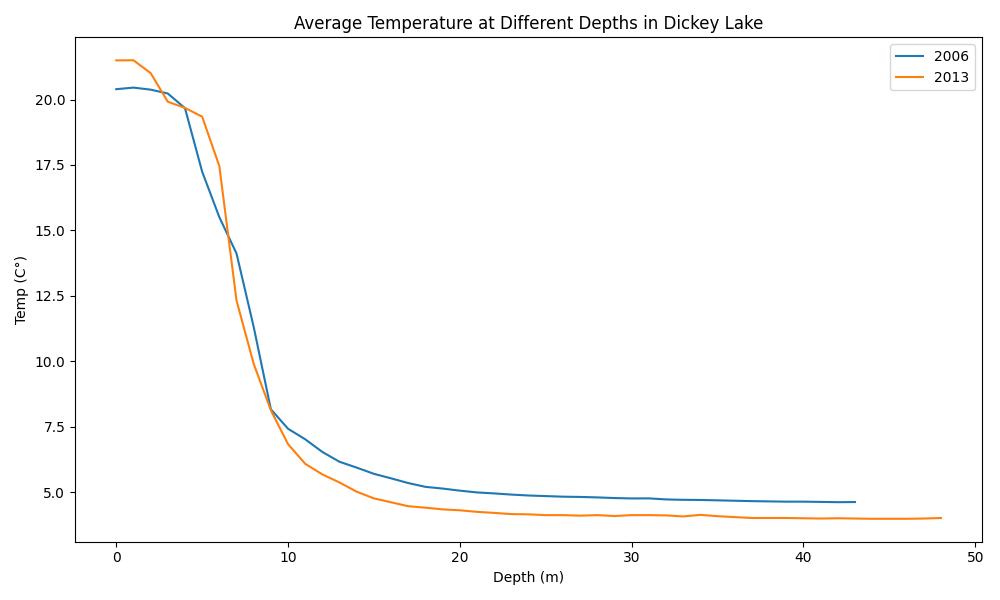 Average Temperature at Different Depths in Dickey Lake
2006
2013
20.0
17.5
15.0
12.5
10.0
7.5
5.0
Temp (C°)
0 10 20 30 40 50
Depth (m)